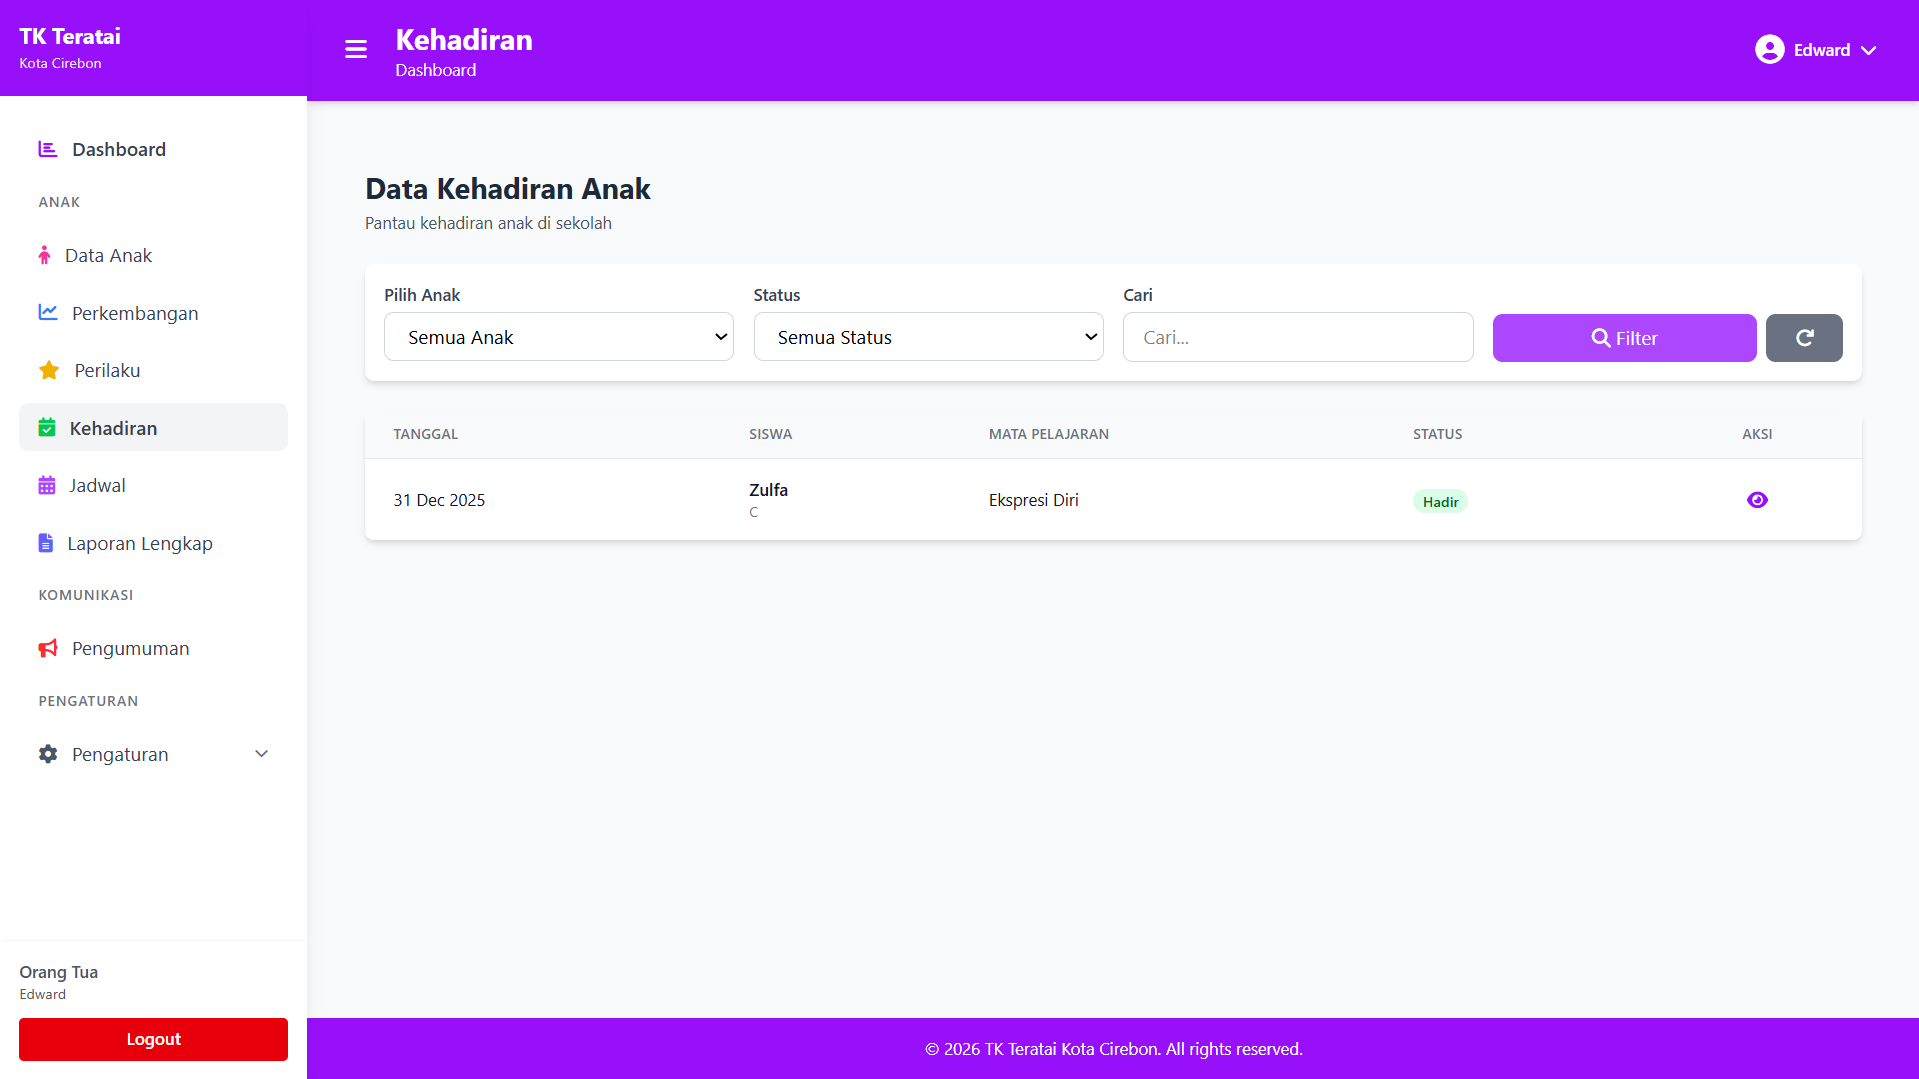 TK Teratai
Kota Cirebon
Kehadiran
Dashboard
Edward
Dashboard
ANAK
Data Anak
Perkembangan
Perilaku
Kehadiran
Jadwal
Laporan Lengkap
KOMUNIKASI
Pengumuman
PENGATURAN
Pengaturan
Orang Tua
Edward
Logout
Data Kehadiran Anak
Pantau kehadiran anak di sekolah
Pilih Anak Status Cari
Semua Anak Semua Status Cari... Filter
TANGGAL SISWA MATA PELAJARAN STATUS AKSI
31 Dec 2025 Zulfa Ekspresi Diri Hadir
C
© 2026 TK Teratai Kota Cirebon. All rights reserved.